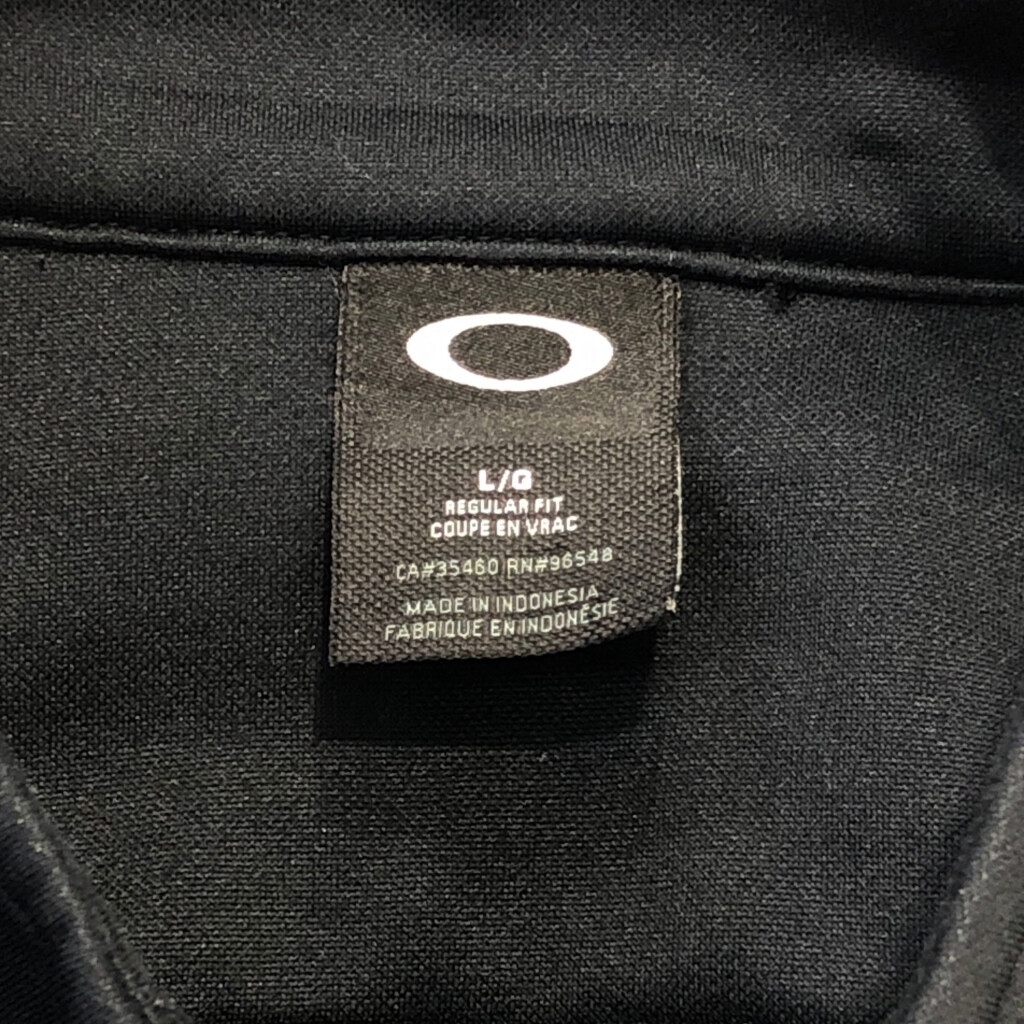 L/G
REGULAR FIT
COUPE EN VRAC
CA#35460 RN#96548
MADE IN INDONESIA
FABRIQUE EN INDONÉSIE